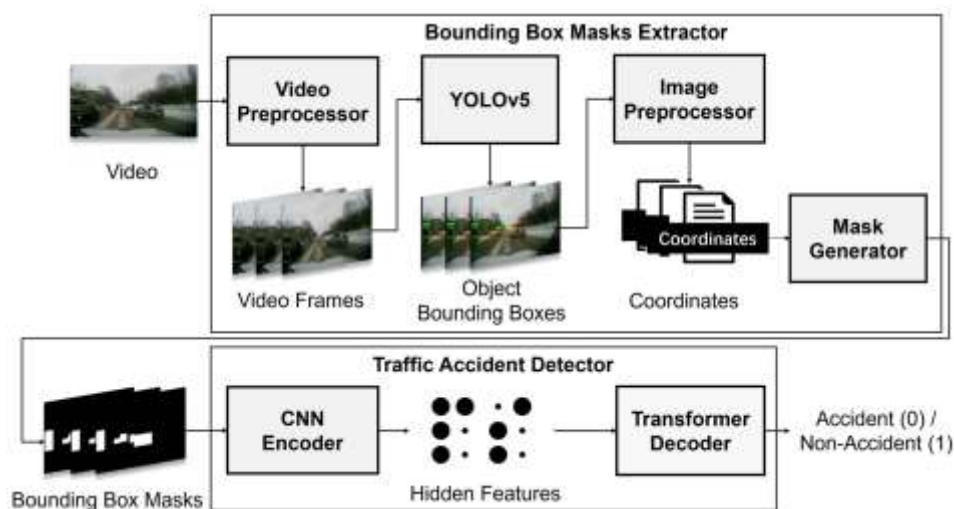 Bounding Box Masks Extractor
Video
Preprocessor
YOLOv5
Image
Preprocessor
Video
Coordinates
Mask
Generator
Video Frames
Object
Bounding Boxes
Coordinates
Traffic Accident Detector
CNN
Encoder
Transformer
Decoder
Accident (0) /
Non-Accident (1)
Hidden Features
Bounding Box Masks